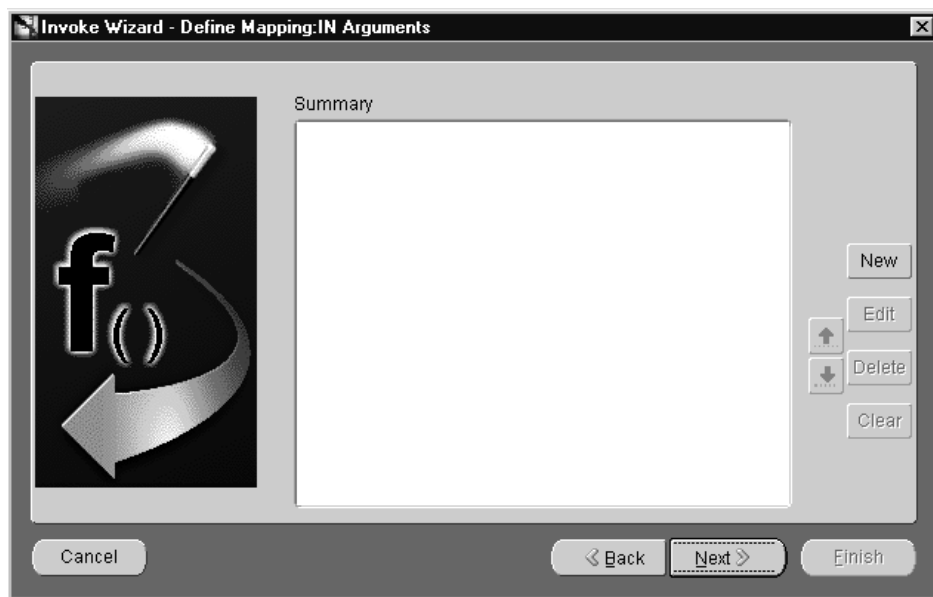 Invoke Wizard - Define Mapping:IN Arguments
Summary
f()
New
Edit
Delete
Clear
Cancel
Back
Next
Finish